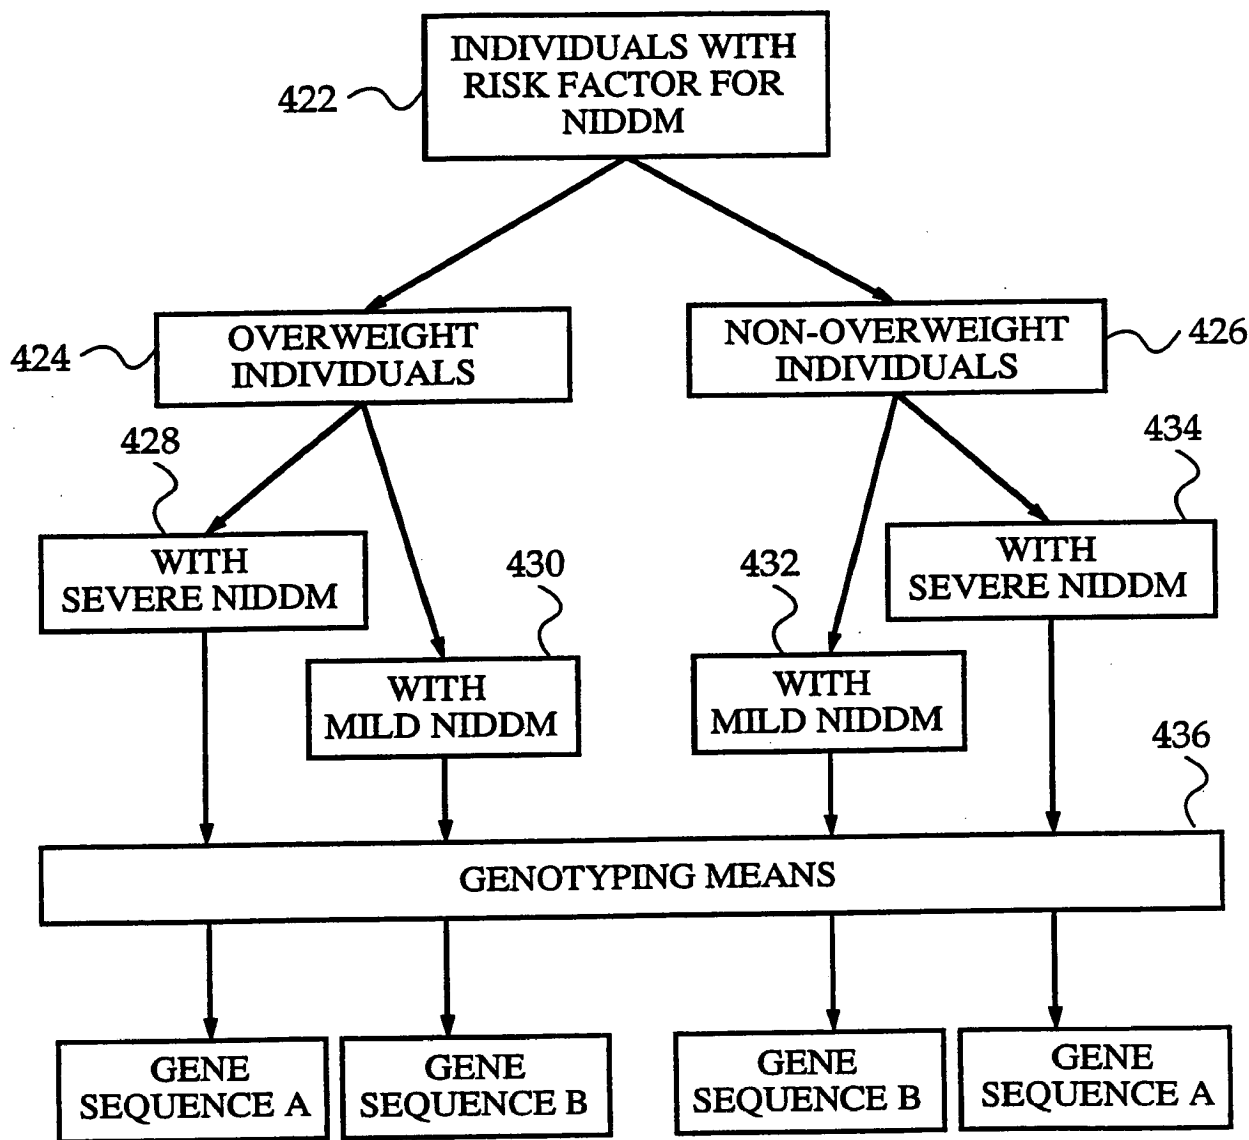 INDIVIDUALS WITH
RISK FACTOR FOR
NIDDM
422
OVERWEIGHT
INDIVIDUALS
424
NON-OVERWEIGHT
INDIVIDUALS
426
428
434
WITH
SEVERE NIDDM
430
432
WITH
SEVERE NIDDM
WITH
MILD NIDDM
WITH
MILD NIDDM
436
GENOTYPING MEANS
GENE
SEQUENCE A
GENE
SEQUENCE B
GENE
SEQUENCE B
GENE
SEQUENCE A